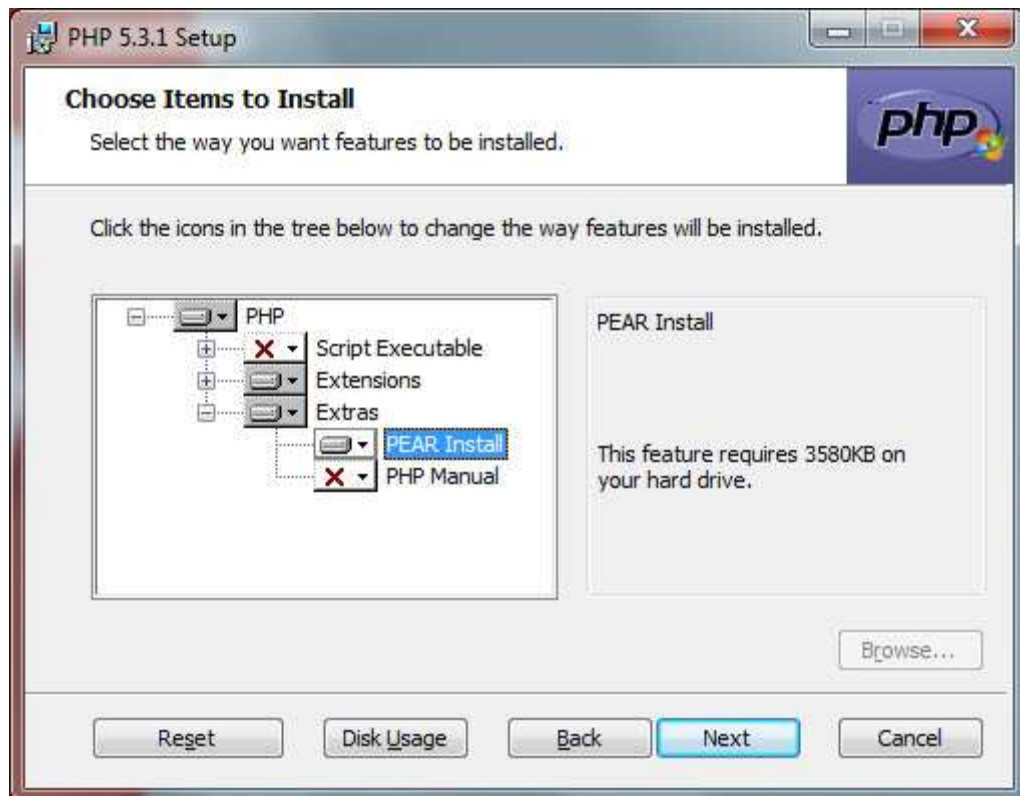 PHP 5.3.1 Setup
Choose Items to Install
Select the way you want features to be installed.
php
Click the icons in the tree below to change the way features will be installed.
PHP
Script Executable
Extensions
Extras
PEAR Install
PHP Manual
PEAR Install
This feature requires 3580KB on
your hard drive.
Browse...
Reset
Disk Usage
Back
Next
Cancel